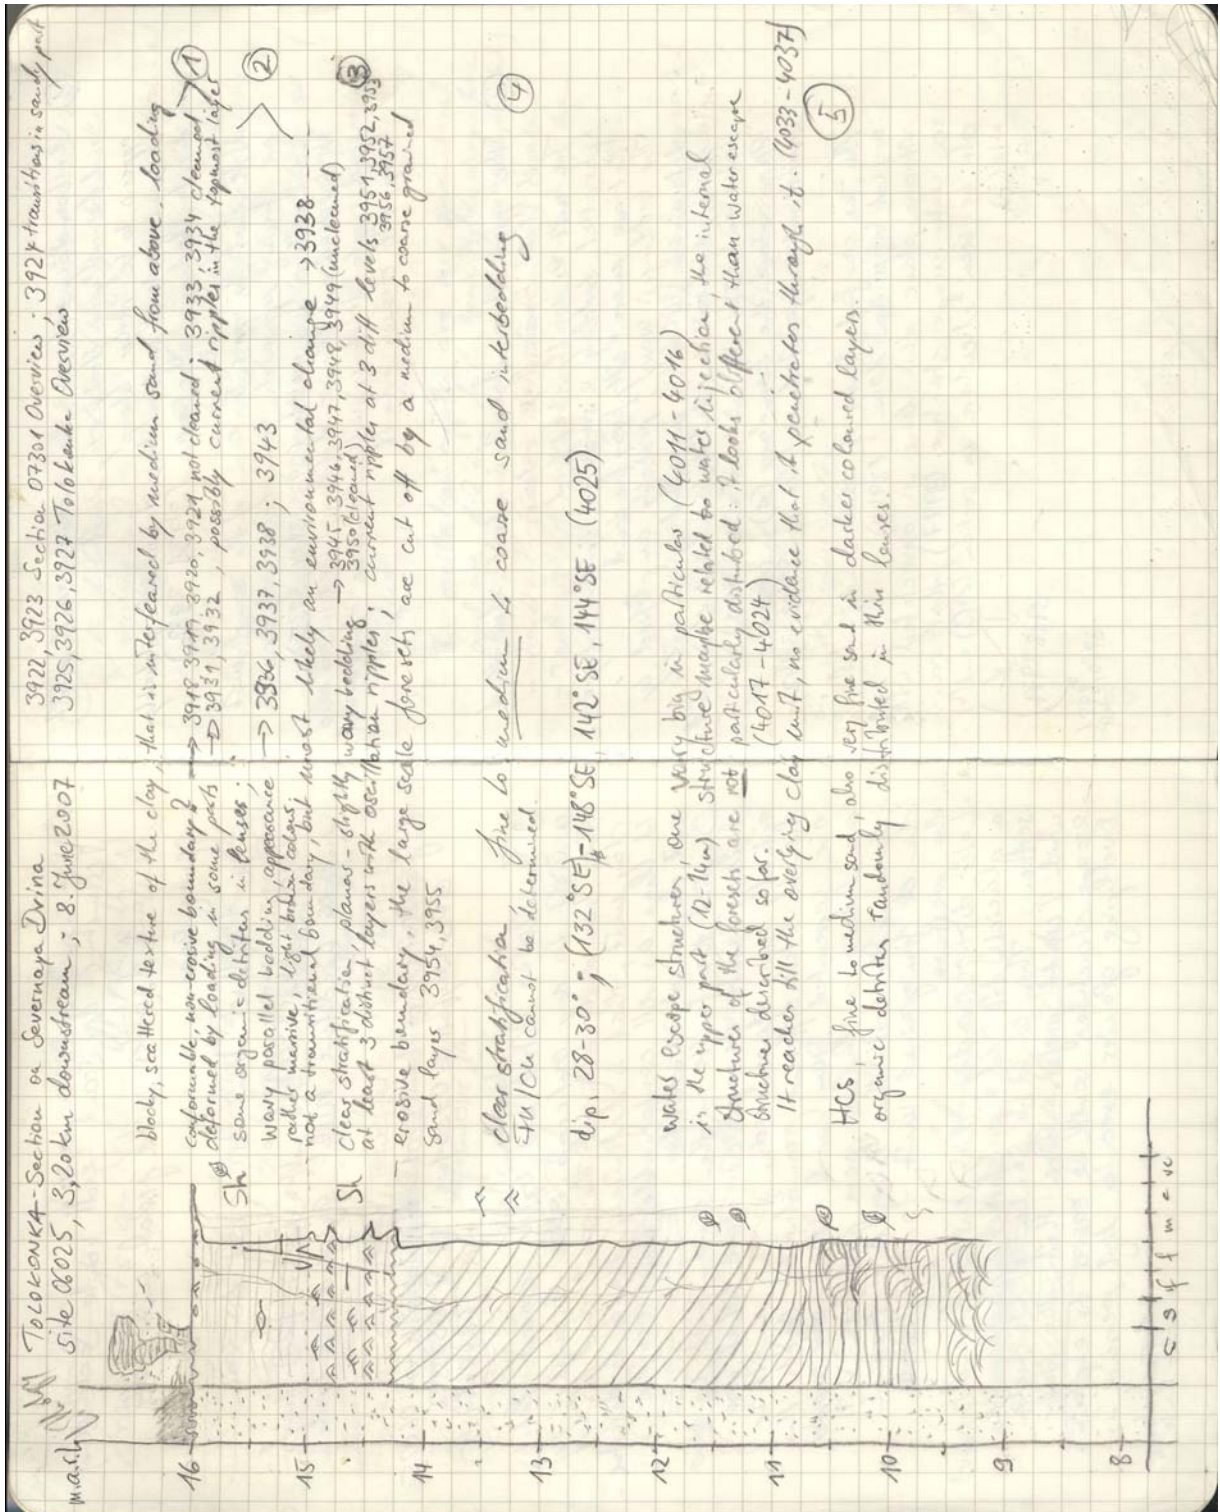 TOLOKONKA-Section on Severnaya Dvina
Site 06025, 3,20km downstream; 8. June 2007
3922, 3923 Section 07301 Overview; 3924 transitions in sandy part
3925, 3926, 3927 Tolokonka Overview
m.a.s.l.
blocky, scattered texture of the clay, that is interfeared by medium sand from above, loading
conformable, non-erosive boundary? → 3918, 3919, 3920, 3921 not cleaned; 3933, 3934 cleaned
deformed by loading in some parts → 3931, 3932, possibly current ripples in the topmost layer
①
Sh
some organic detritus in lenses.
wavy parallel bedding appearance → 3936, 3937, 3938; 3943
②
rather massive, light brown colour,
not a transitional boundary, but most likely an environmental change → 3938
clear stratification, planar - slightly wavy bedding → 3945, 3946, 3947, 3948, 3949 (uncleaned)
3950 (cleaned)
③
Sh
at least 3 distinct layers with oscillation ripples; current ripples at 3 diff levels 3951, 3952, 3953
3956, 3957
erosive boundary, the large scale foresets are cut off by a medium to coarse grained
sand layer 3954, 3955
clear stratification fine to medium & coarse sand interbedding
④
FU/CU cannot be determined.
dip: 28-30°; (132°SE)-148°SE, 142°SE, 144°SE (4025)
water escape structures, one very big in particular (4011-4016)
in the upper part (12-14m) structure maybe related to water injection, the internal
structures of the foresets are not particularly disturbed: it looks different than water escape
structures described so far. (4017-4024)
It reaches till the overlying clay unit, no evidence that it penetrates through it. (4033-4037)
⑤
HCS, fine to medium sand, also very fine sand in darker coloured layers.
organic detritus randomly distributed in thin lenses.
16
15
14
13
12
11
10
9
8
c s f f m c vc